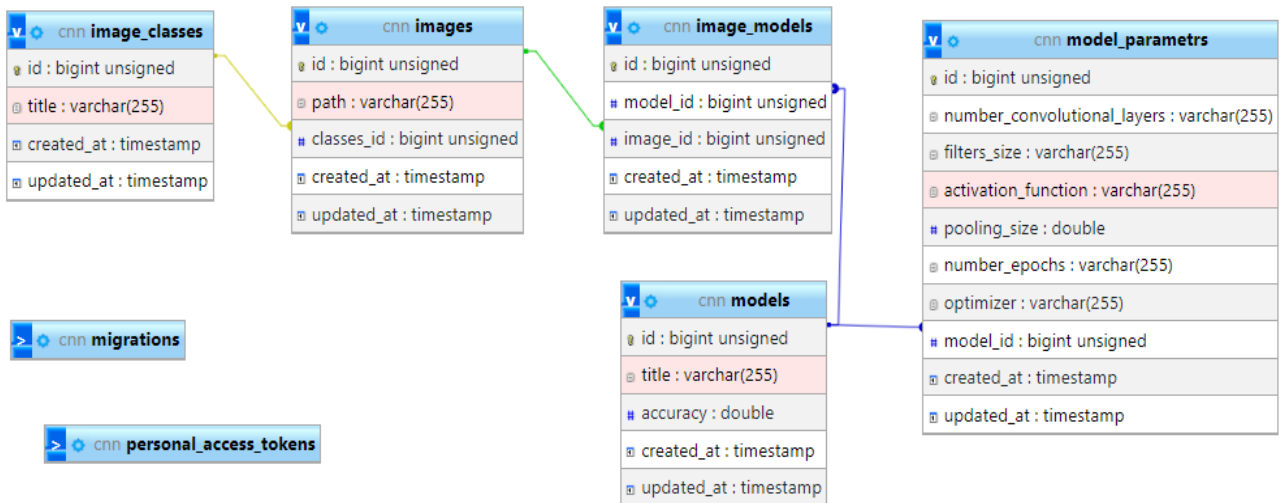 cnn image_classes
id : bigint unsigned
title : varchar(255)
created_at : timestamp
updated_at : timestamp
cnn images
id : bigint unsigned
path : varchar(255)
classes_id : bigint unsigned
created_at : timestamp
updated_at : timestamp
cnn image_models
id : bigint unsigned
model_id : bigint unsigned
image_id : bigint unsigned
created_at : timestamp
updated_at : timestamp
cnn model_parametrs
id : bigint unsigned
number_convolutional_layers : varchar(255)
filters_size : varchar(255)
activation_function : varchar(255)
pooling_size : double
number_epochs : varchar(255)
optimizer : varchar(255)
model_id : bigint unsigned
created_at : timestamp
updated_at : timestamp
cnn models
id : bigint unsigned
title : varchar(255)
accuracy : double
created_at : timestamp
updated_at : timestamp
cnn migrations
cnn personal_access_tokens